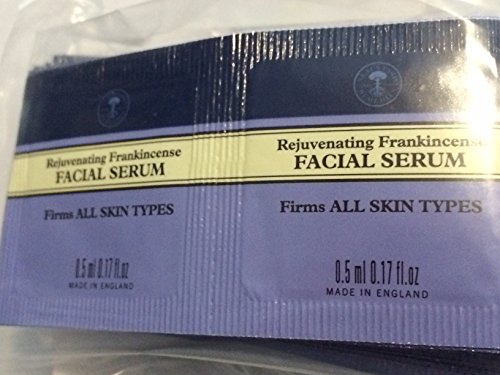 Rejuvenating Frankincense
FACIAL SERUM
Firms ALL SKIN TYPES
0.5 ml 0.17 fl.oz
MADE IN ENGLAND
Rejuvenating Frankincense
FACIAL SERUM
Firms ALL SKIN TYPES
0.5 ml 0.17 fl.oz
MADE IN ENGLAND